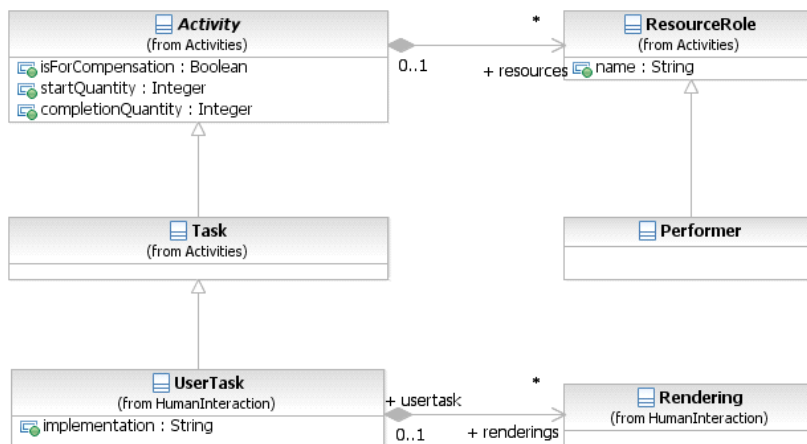 Activity
(from Activities)
isForCompensation : Boolean
startQuantity : Integer
completionQuantity : Integer
*
0..1
+ resources
ResourceRole
(from Activities)
name : String
Task
(from Activities)
Performer
UserTask
(from HumanInteraction)
implementation : String
+ usertask
*
0..1
+ renderings
Rendering
(from HumanInteraction)